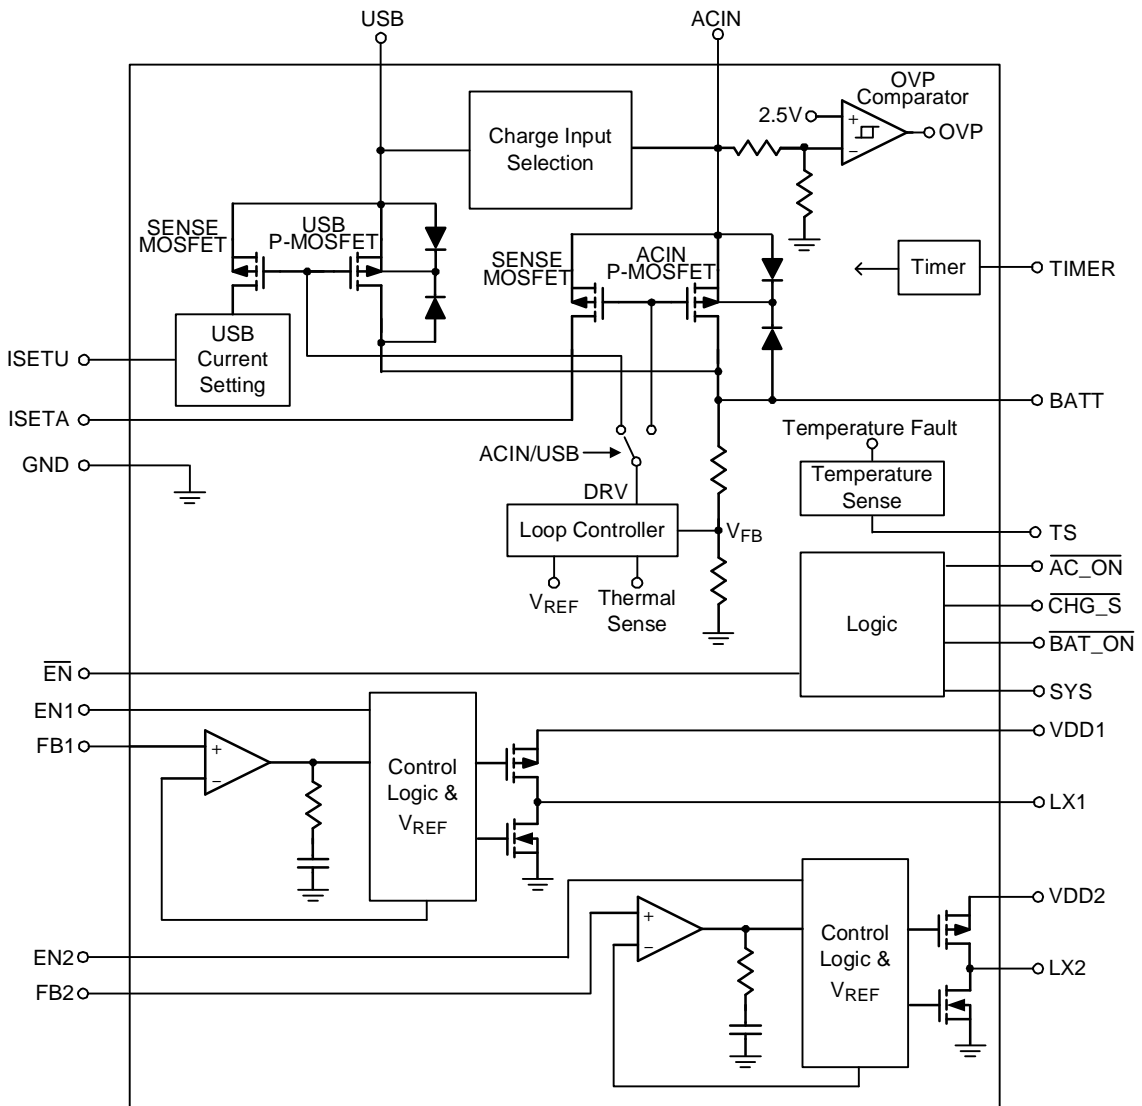 USB
ACIN
OVP
Comparator
2.5V
+
−
OVP
Charge Input
Selection
SENSE
MOSFET
USB
P-MOSFET
SENSE
MOSFET
ACIN
P-MOSFET
Timer
TIMER
ISETU
USB
Current
Setting
ISETA
BATT
GND
ACIN/USB
DRV
Temperature Fault
Temperature
Sense
TS
Loop Controller
VFB
VREF
Thermal
Sense
Logic
AC_ON
CHG_S
BAT_ON
SYS
EN
EN1
FB1
+
−
Control
Logic &
VREF
VDD1
LX1
EN2
FB2
+
−
Control
Logic &
VREF
VDD2
LX2